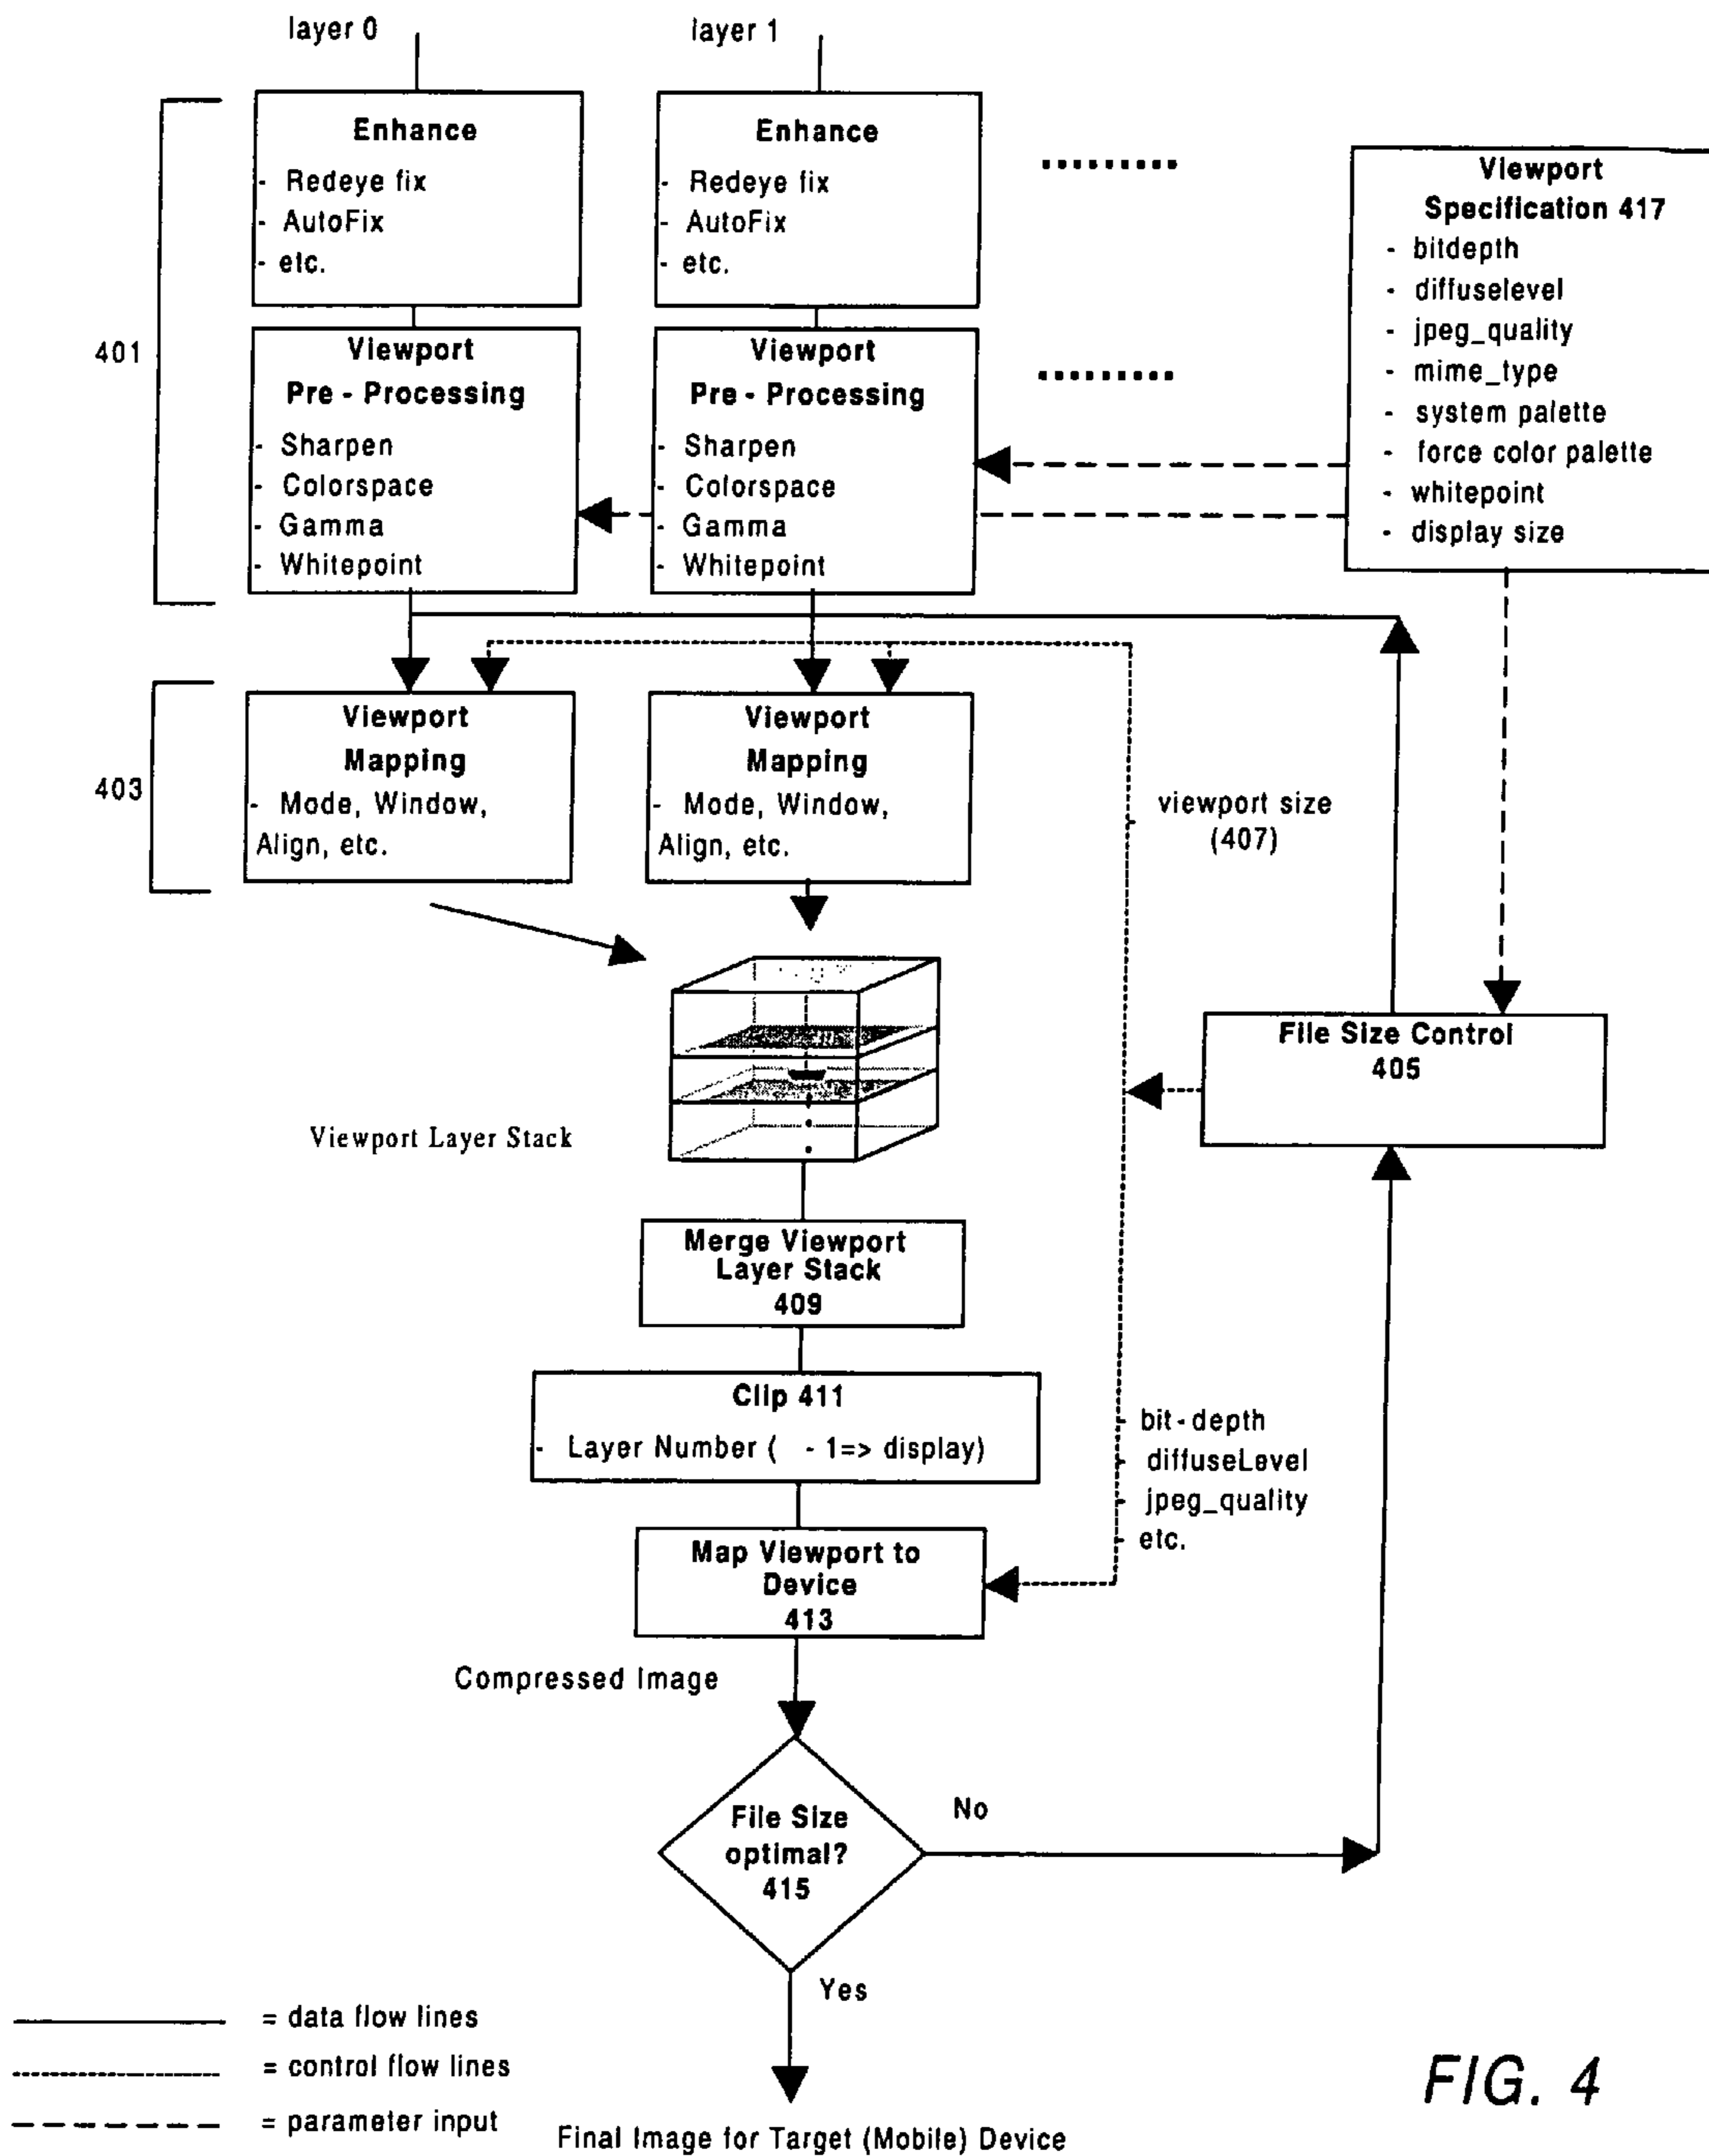 layer 0
layer 1
Enhance
- Redeye fix
- AutoFix
- etc.
Enhance
- Redeye fix
- AutoFix
- etc.
.........
Viewport
Specification 417
- bitdepth
- diffuselevel
- jpeg_quality
- mime_type
- system palette
- force color palette
- whitepoint
- display size
401
Viewport
Pre - Processing
- Sharpen
- Colorspace
- Gamma
- Whitepoint
Viewport
Pre - Processing
- Sharpen
- Colorspace
- Gamma
- Whitepoint
.........
403
Viewport
Mapping
- Mode, Window,
Align, etc.
Viewport
Mapping
- Mode, Window,
Align, etc.
viewport size
(407)
File Size Control
405
Viewport Layer Stack
Merge Viewport
Layer Stack
409
Clip 411
- Layer Number ( - 1=> display)
- bit-depth
- diffuseLevel
- jpeg_quality
- etc.
Map Viewport to
Device
413
Compressed Image
File Size
optimal?
415
No
Yes
= data flow lines
= control flow lines
= parameter input
Final Image for Target (Mobile) Device
FIG. 4